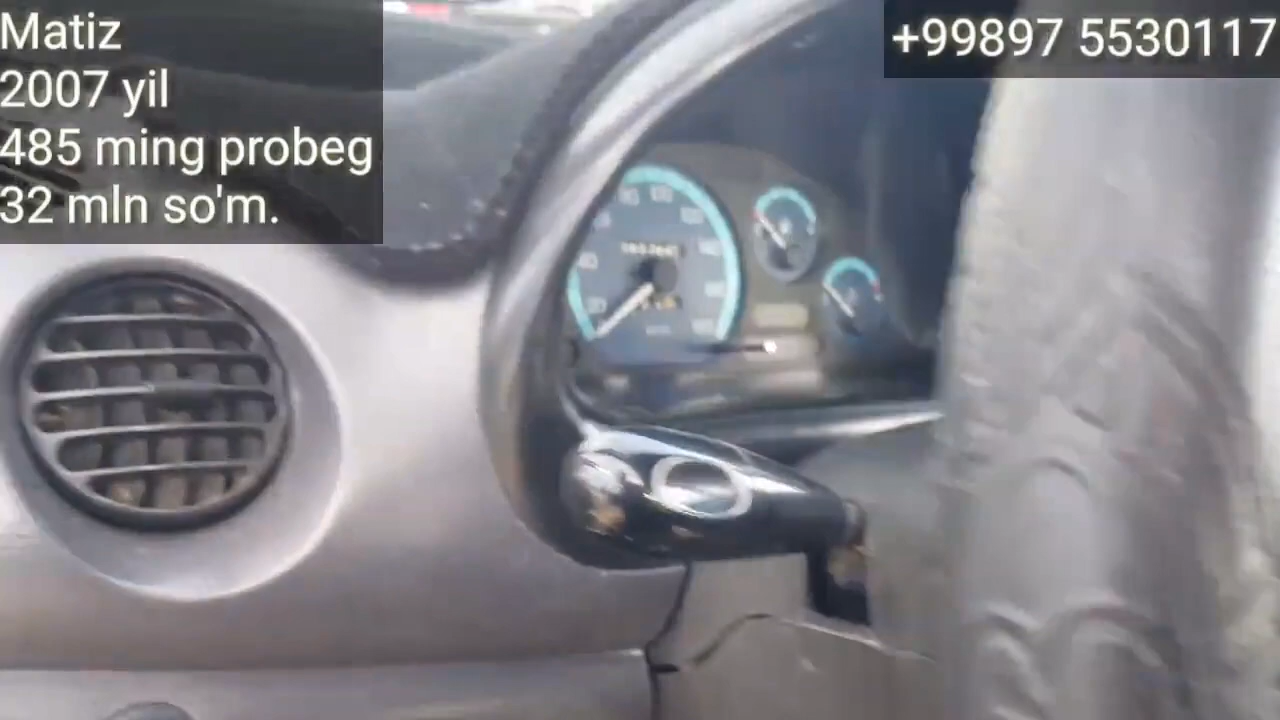 Matiz
2007 yil
485 ming probeg
32 mln so'm.
+99897 5530117